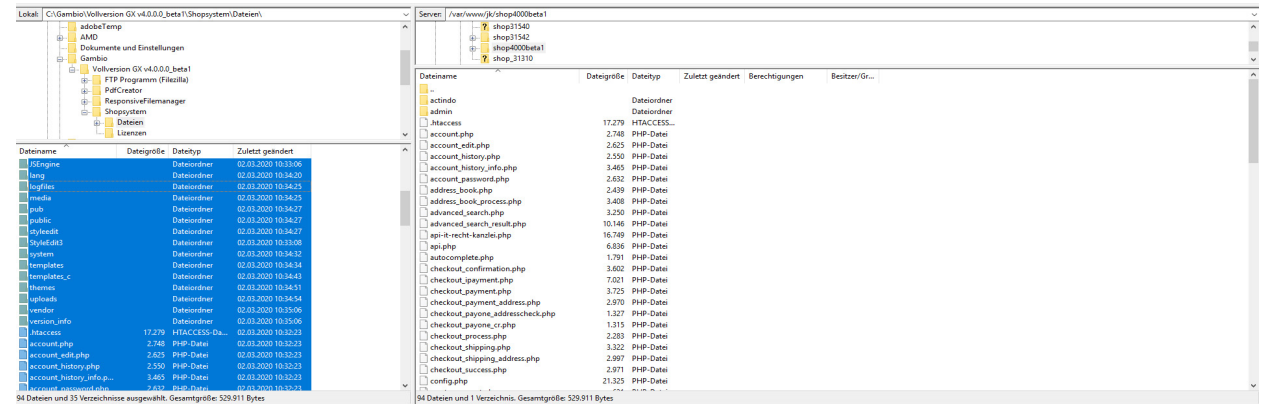 Lokal: C:\Gambio\Vollversion GX v4.0.0.0_beta1\Shopsystem\Dateien\
adobeTemp
AMD
Dokumente und Einstellungen
Gambio
Vollversion GX v4.0.0.0_beta1
FTP Programm (Filezilla)
PdfCreator
ResponsiveFilemanager
Shopsystem
Dateien
Lizenzen
Dateiname Dateigröße Dateityp Zuletzt geändert
JSEngine Dateiordner 02.03.2020 10:33:06
lang Dateiordner 02.03.2020 10:34:20
logfiles Dateiordner 02.03.2020 10:34:25
media Dateiordner 02.03.2020 10:34:25
pub Dateiordner 02.03.2020 10:34:27
public Dateiordner 02.03.2020 10:34:27
styleedit Dateiordner 02.03.2020 10:34:27
StyleEdit3 Dateiordner 02.03.2020 10:33:08
system Dateiordner 02.03.2020 10:34:32
templates Dateiordner 02.03.2020 10:34:34
templates_c Dateiordner 02.03.2020 10:34:43
themes Dateiordner 02.03.2020 10:34:51
uploads Dateiordner 02.03.2020 10:34:54
vendor Dateiordner 02.03.2020 10:35:06
version_info Dateiordner 02.03.2020 10:35:06
.htaccess 17.279 HTACCESS-Da... 02.03.2020 10:32:23
account.php 2.748 PHP-Datei 02.03.2020 10:32:23
account_edit.php 2.625 PHP-Datei 02.03.2020 10:32:23
account_history.php 2.550 PHP-Datei 02.03.2020 10:32:23
account_history_info.p... 3.465 PHP-Datei 02.03.2020 10:32:23
account_password.php 2.632 PHP-Datei 02.03.2020 10:32:23
94 Dateien und 35 Verzeichnisse ausgewählt. Gesamtgröße: 529.911 Bytes
Server: /var/www/jk/shop4000beta1
shop31540
shop31542
shop4000beta1
shop_31310
Dateiname Dateigröße Dateityp Zuletzt geändert Berechtigungen Besitzer/Gr...
..
actindo Dateiordner
admin Dateiordner
.htaccess 17.279 HTACCESS...
account.php 2.748 PHP-Datei
account_edit.php 2.625 PHP-Datei
account_history.php 2.550 PHP-Datei
account_history_info.php 3.465 PHP-Datei
account_password.php 2.632 PHP-Datei
address_book.php 2.439 PHP-Datei
address_book_process.php 3.408 PHP-Datei
advanced_search.php 3.250 PHP-Datei
advanced_search_result.php 10.146 PHP-Datei
api-it-recht-kanzlei.php 16.749 PHP-Datei
api.php 6.836 PHP-Datei
autocomplete.php 1.791 PHP-Datei
checkout_confirmation.php 3.602 PHP-Datei
checkout_ipayment.php 7.021 PHP-Datei
checkout_payment.php 3.725 PHP-Datei
checkout_payment_address.php 2.970 PHP-Datei
checkout_payone_addresscheck.php 1.327 PHP-Datei
checkout_payone_cr.php 1.315 PHP-Datei
checkout_process.php 2.283 PHP-Datei
checkout_shipping.php 3.322 PHP-Datei
checkout_shipping_address.php 2.997 PHP-Datei
checkout_success.php 2.971 PHP-Datei
config.php 21.325 PHP-Datei
94 Dateien und 1 Verzeichnis. Gesamtgröße: 529.911 Bytes